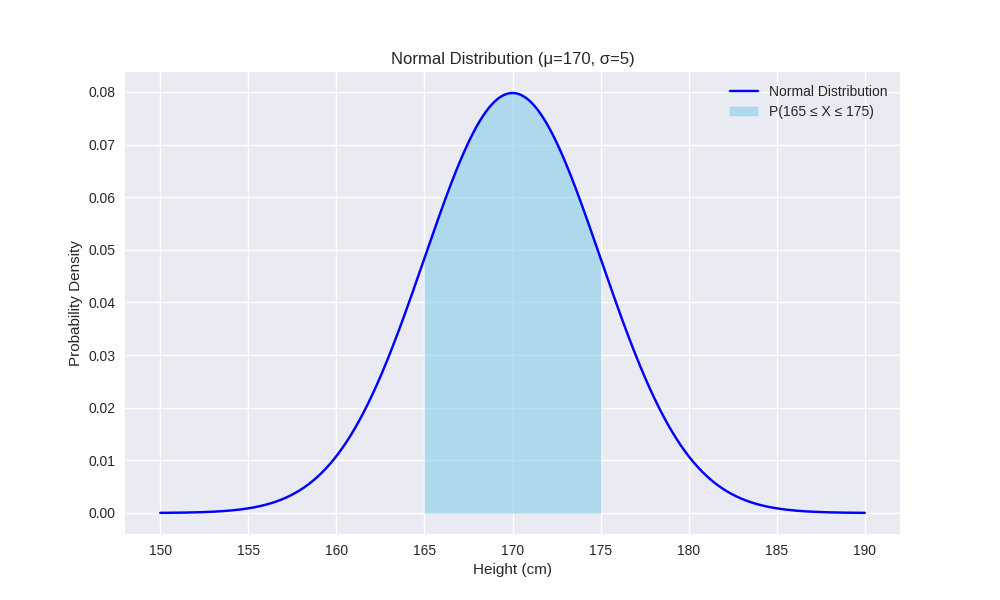 Normal Distribution (μ=170, σ=5)
Normal Distribution
P(165 ≤ X ≤ 175)
Probability Density
0.08
0.07
0.06
0.05
0.04
0.03
0.02
0.01
0.00
150 155 160 165 170 175 180 185 190
Height (cm)